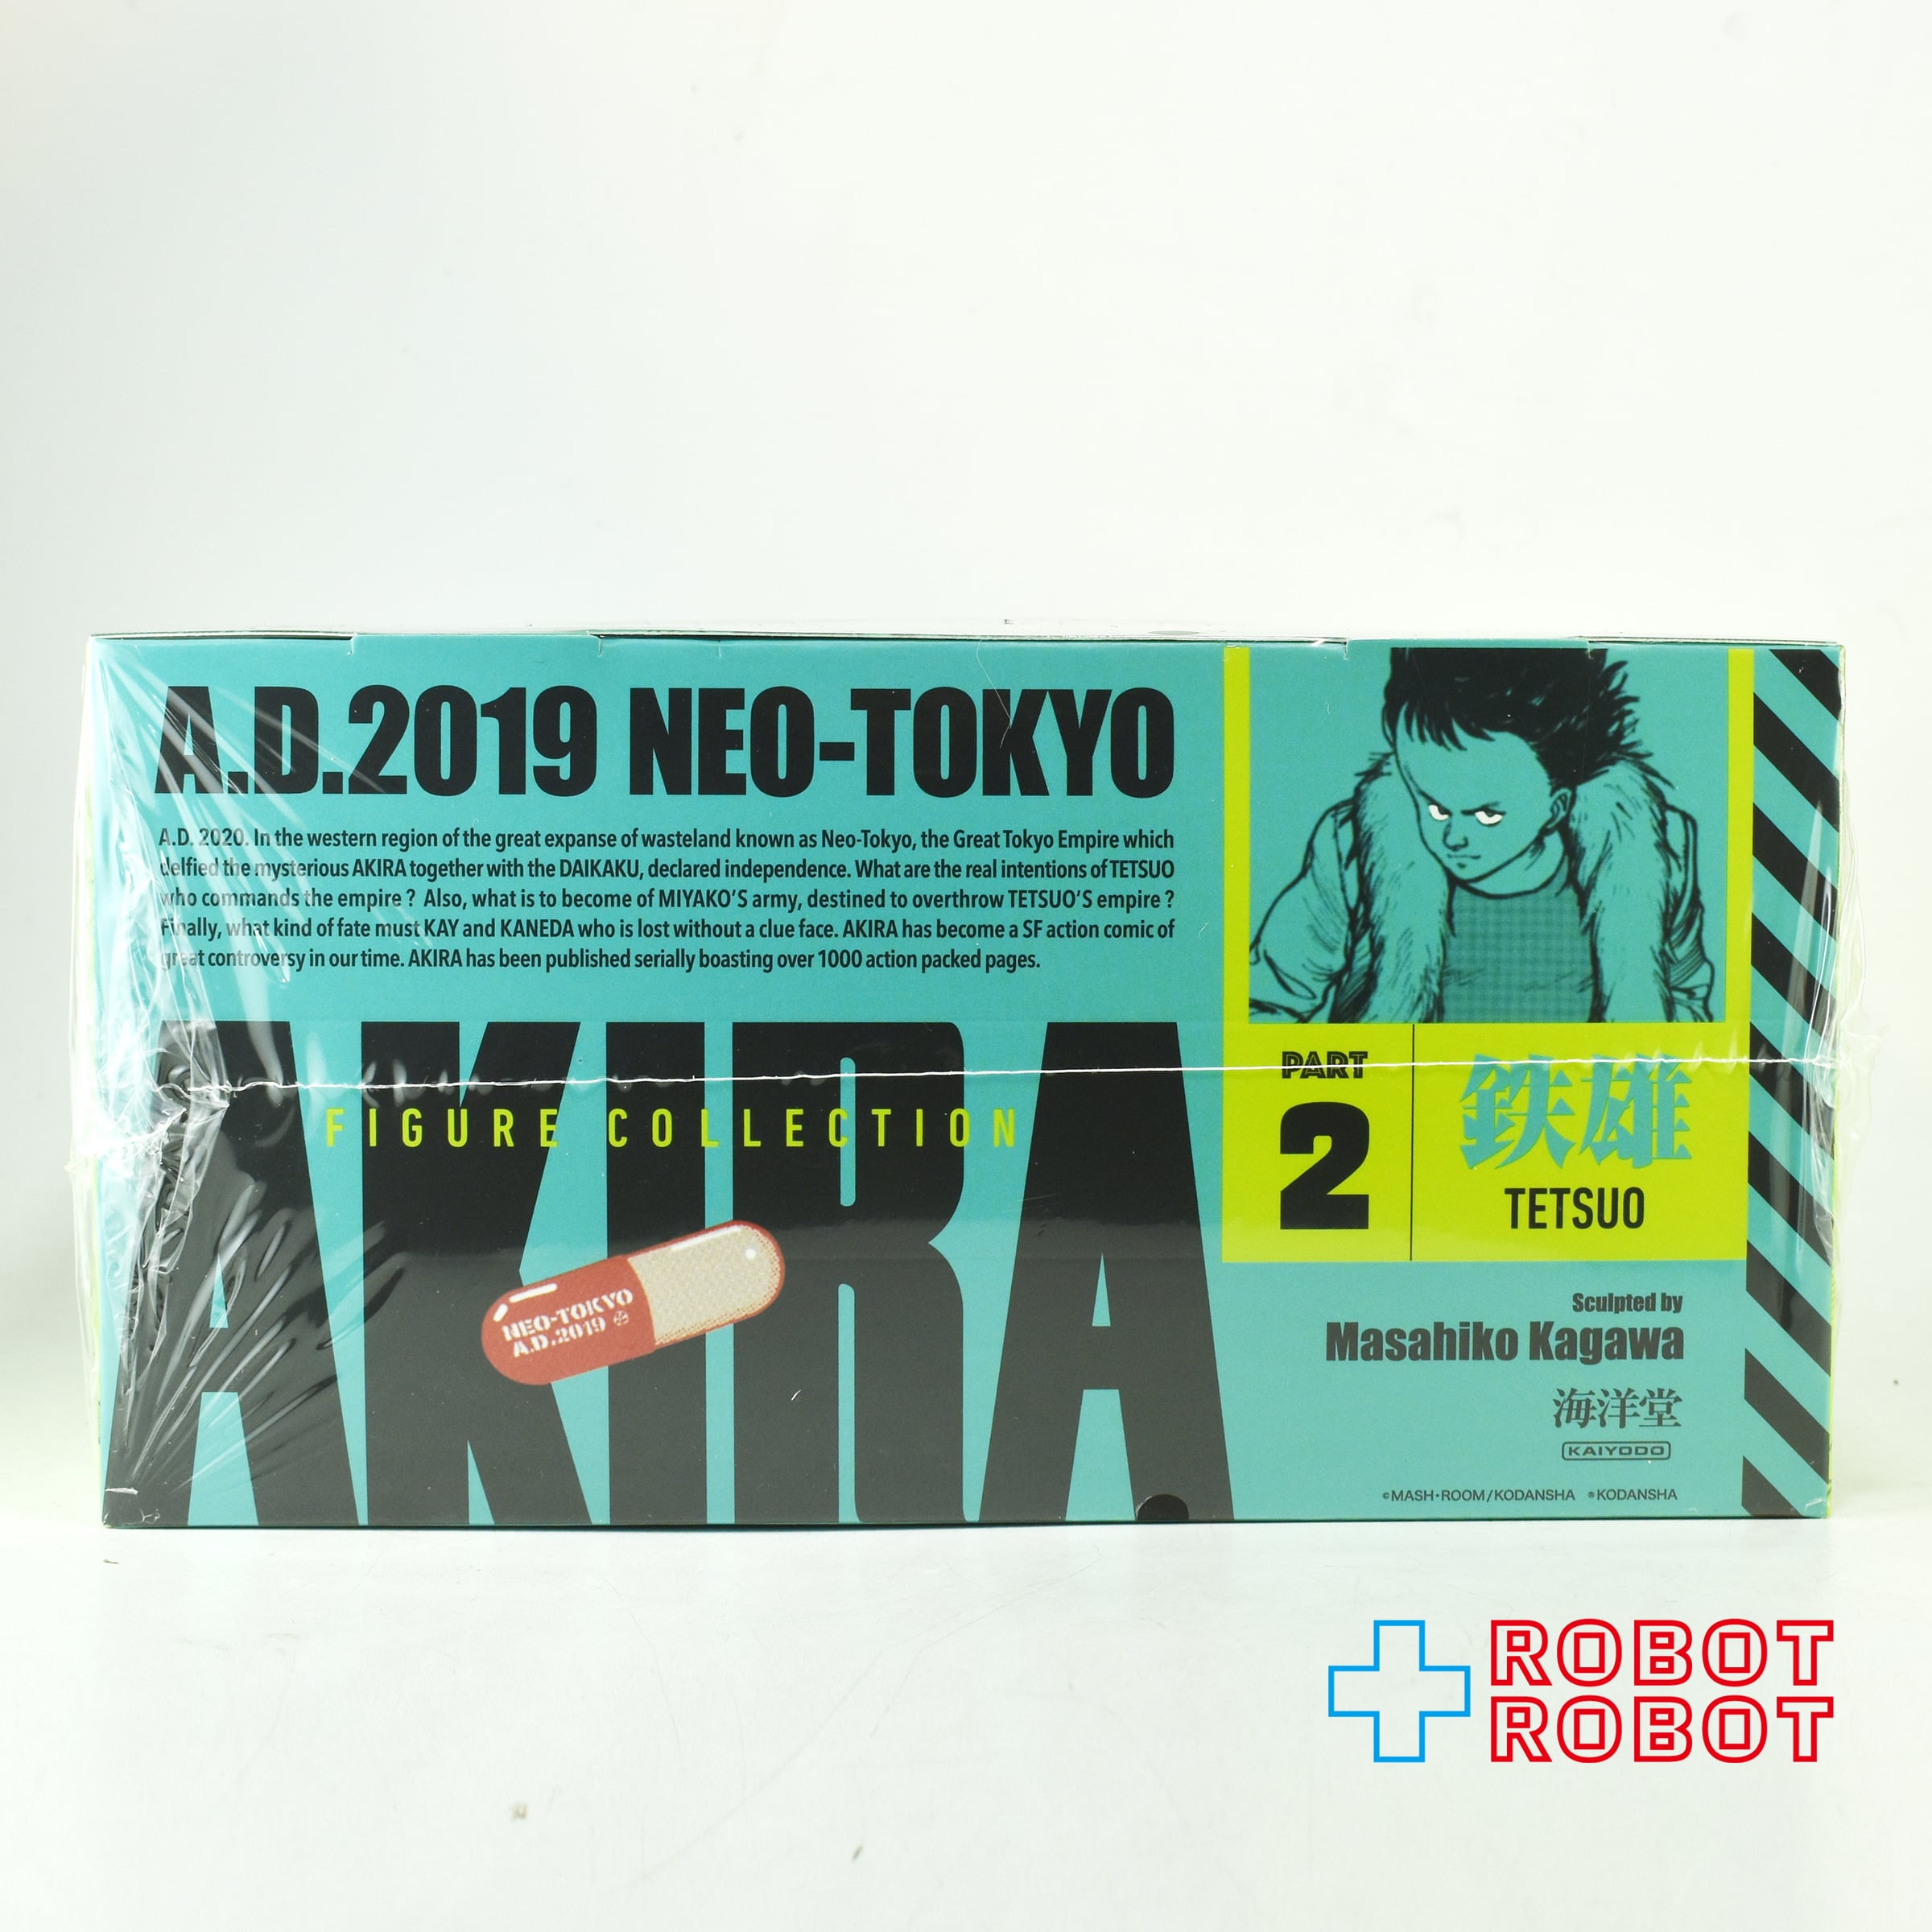 A.D.2019 NEO-TOKYO
A.D. 2020. In the western region of the great expanse of wasteland known as Neo-Tokyo, the Great Tokyo Empire which
delfied the mysterious AKIRA together with the DAIKAKU, declared independence. What are the real intentions of TETSUO
who commands the empire ? Also, what is to become of MIYAKO'S army, destined to overthrow TETSUO'S empire ?
Finally, what kind of fate must KAY and KANEDA who is lost without a clue face. AKIRA has become a SF action comic of
great controversy in our time. AKIRA has been published serially boasting over 1000 action packed pages.
AKIRA
FIGURE COLLECTION
NEO-TOKYO
A.D.2019
PART
2
鉄雄
TETSUO
Sculpted by
Masahiko Kagawa
海洋堂
KAIYODO
©MASH・ROOM/KODANSHA ®KODANSHA
ROBOT
ROBOT